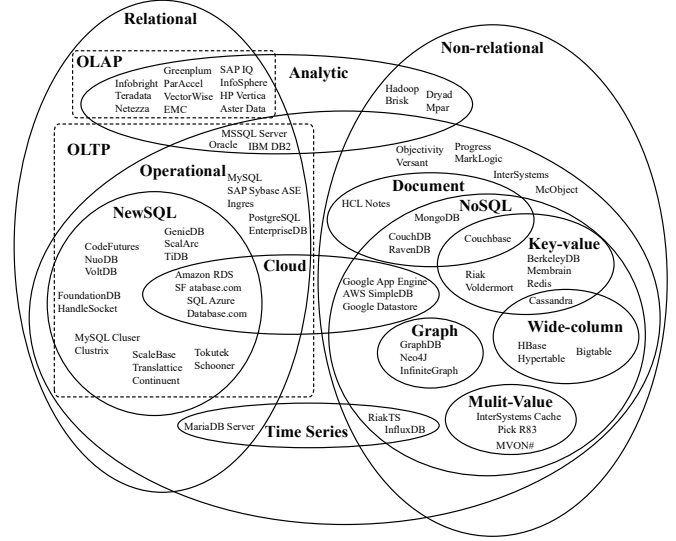 Relational
Non-relational
OLAP
Analytic
Infobright
Teradata
Netezza
Greenplum
ParAccel
VectorWise
EMC
SAP IQ
InfoSphere
HP Vertica
Aster Data
Hadoop
Brisk
Dryad
Mpar
OLTP
MSSQL Server
Oracle IBM DB2
Operational
MySQL
SAP Sybase ASE
Ingres
PostgreSQL
EnterpriseDB
Objectivity
Versant
Progress
MarkLogic
InterSystems
McObject
Document
HCL Notes
MongoDB
CouchDB
RavenDB
NoSQL
Couchbase
Key-value
BerkeleyDB
Membrain
Redis
Riak
Voldermort
Cassandra
NewSQL
GenieDB
ScalArc
TiDB
CodeFutures
NuoDB
VoltDB
FoundationDB
HandleSocket
Cloud
Amazon RDS
SF atabase.com
SQL Azure
Database.com
Google App Engine
AWS SimpleDB
Google Datastore
MySQL Cluser
Clustrix
ScaleBase
Translattice
Continuent
Tokutek
Schooner
Graph
GraphDB
Neo4J
InfiniteGraph
Wide-column
HBase
Hypertable
Bigtable
Mulit-Value
InterSystems Cache
Pick R83
MVON#
MariaDB Server
Time Series
RiakTS
InfluxDB